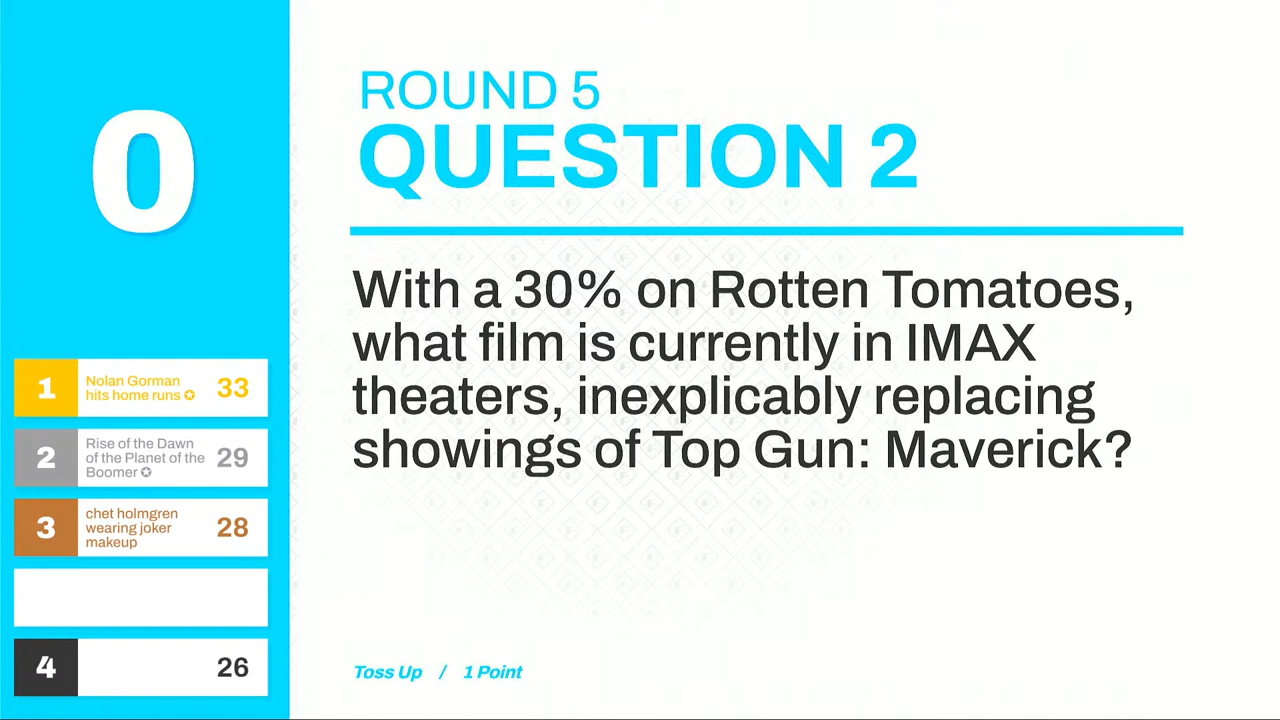 0
ROUND 5
QUESTION 2
With a 30% on Rotten Tomatoes,
what film is currently in IMAX
theaters, inexplicably replacing
showings of Top Gun: Maverick?
1
Nolan Gorman
hits home runs ✪
33
2
Rise of the Dawn
of the Planet of the
Boomer ✪
29
3
chet holmgren
wearing joker
makeup
28
4
26
Toss Up / 1 Point